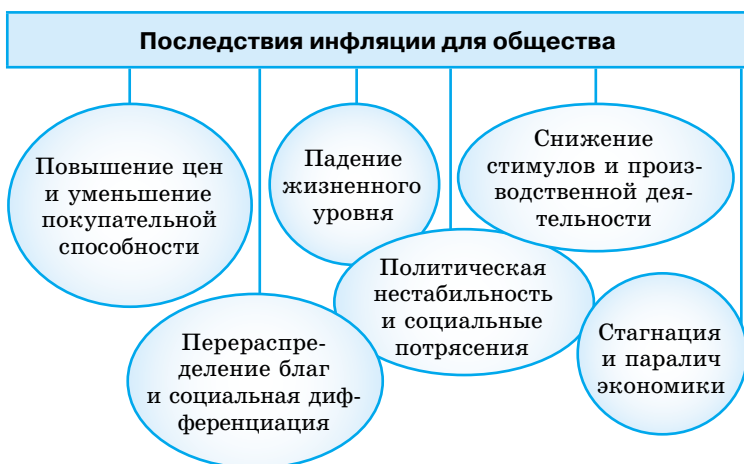 Последствия инфляции для общества
Повышение цен
и уменьшение
покупательной
способности
Падение
жизненного
уровня
Снижение
стимулов и произ-
водственной дея-
тельности
Перераспре-
деление благ
и социальная диф-
ференциация
Политическая
нестабильность
и социальные
потрясения
Стагнация
и паралич
экономики